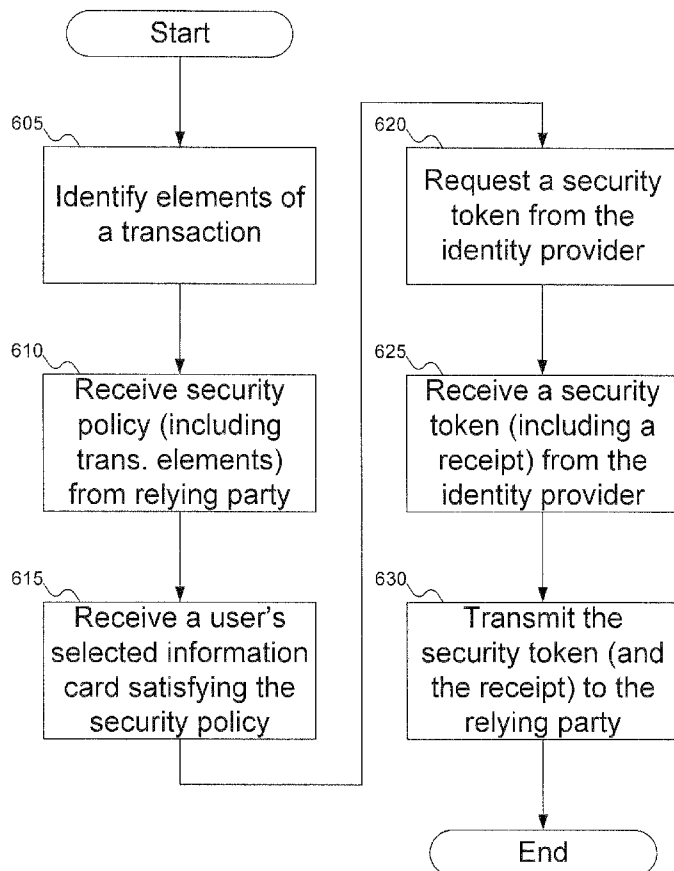 Start
605
Identify elements of
a transaction
610
Receive security
policy (including
trans. elements)
from relying party
615
Receive a user's
selected information
card satisfying the
security policy
620
Request a security
token from the
identity provider
625
Receive a security
token (including a
receipt) from the
identity provider
630
Transmit the
security token (and
the receipt) to the
relying party
End